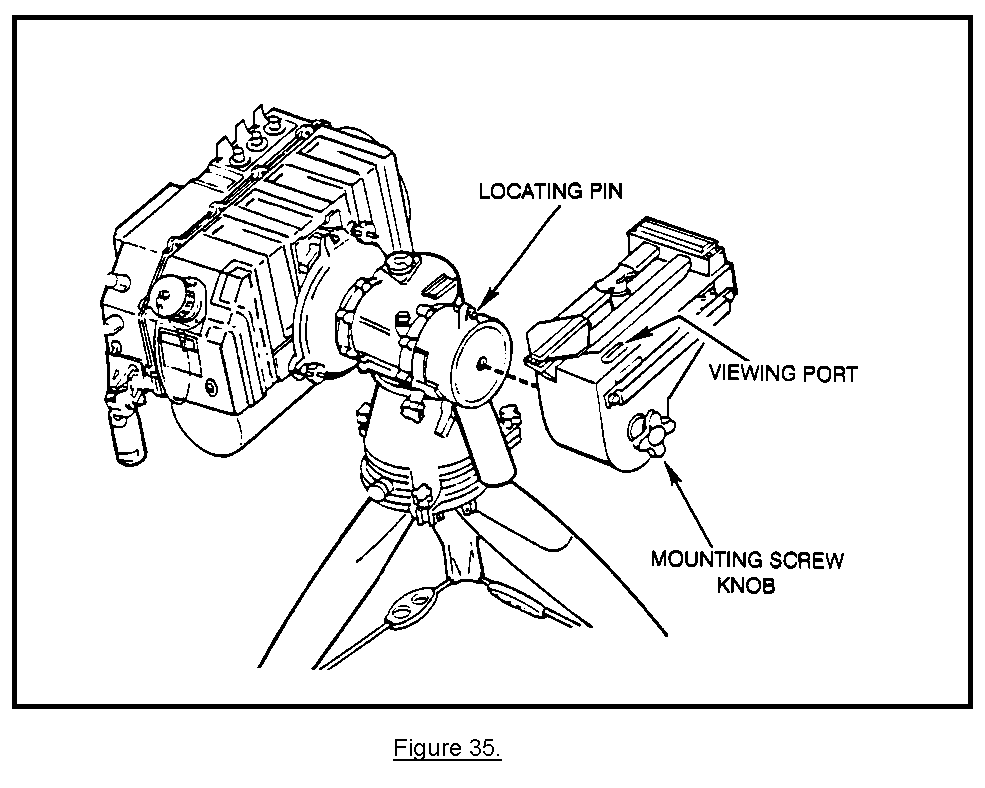 LOCATING PIN
VIEWING PORT
MOUNTING SCREW
KNOB
Figure 35.